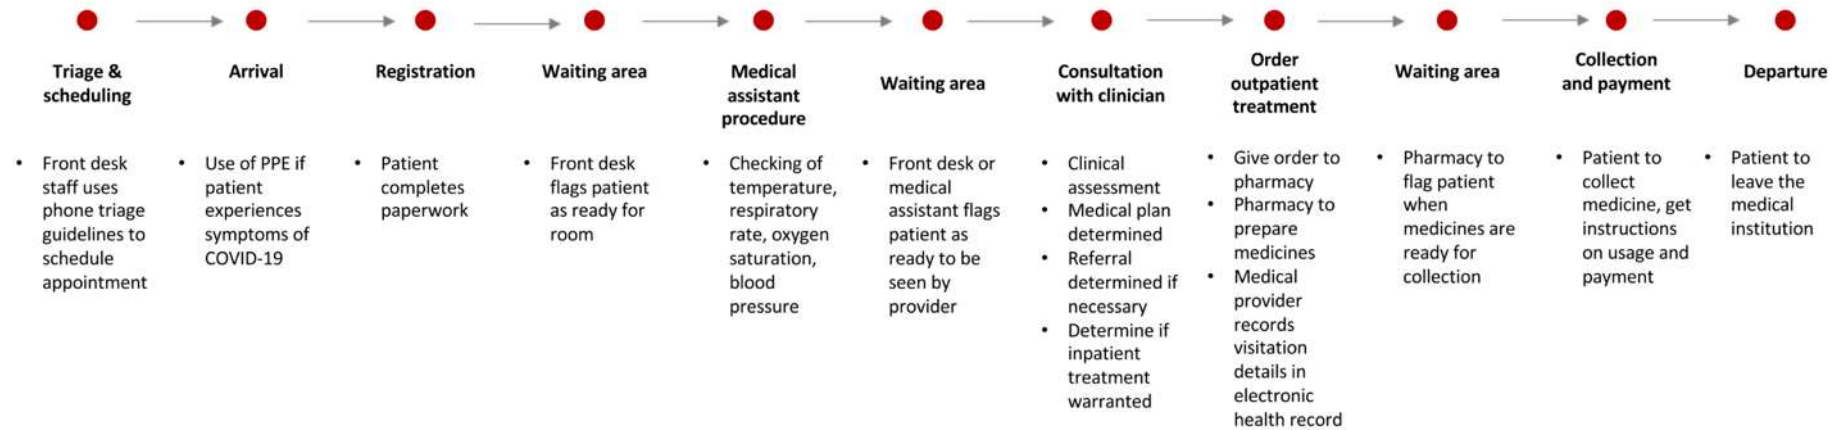 Triage &
scheduling
• Front desk
staff uses
phone triage
guidelines to
schedule
appointment
Arrival
• Use of PPE if
patient
experiences
symptoms of
COVID-19
Registration
• Patient
completes
paperwork
Waiting area
• Front desk
flags patient
as ready for
room
Medical
assistant
procedure
• Checking of
temperature,
respiratory
rate, oxygen
saturation,
blood
pressure
Waiting area
• Front desk or
medical
assistant flags
patient as
ready to be
seen by
provider
Consultation
with clinician
• Clinical
assessment
• Medical plan
determined
• Referral
determined if
necessary
• Determine if
inpatient
treatment
warranted
Order
outpatient
treatment
• Give order to
pharmacy
• Pharmacy to
prepare
medicines
• Medical
provider
records
visitation
details in
electronic
health record
Waiting area
• Pharmacy to
flag patient
when
medicines are
ready for
collection
Collection
and payment
• Patient to
collect
medicine, get
instructions
on usage and
payment
Departure
• Patient to
leave the
medical
institution